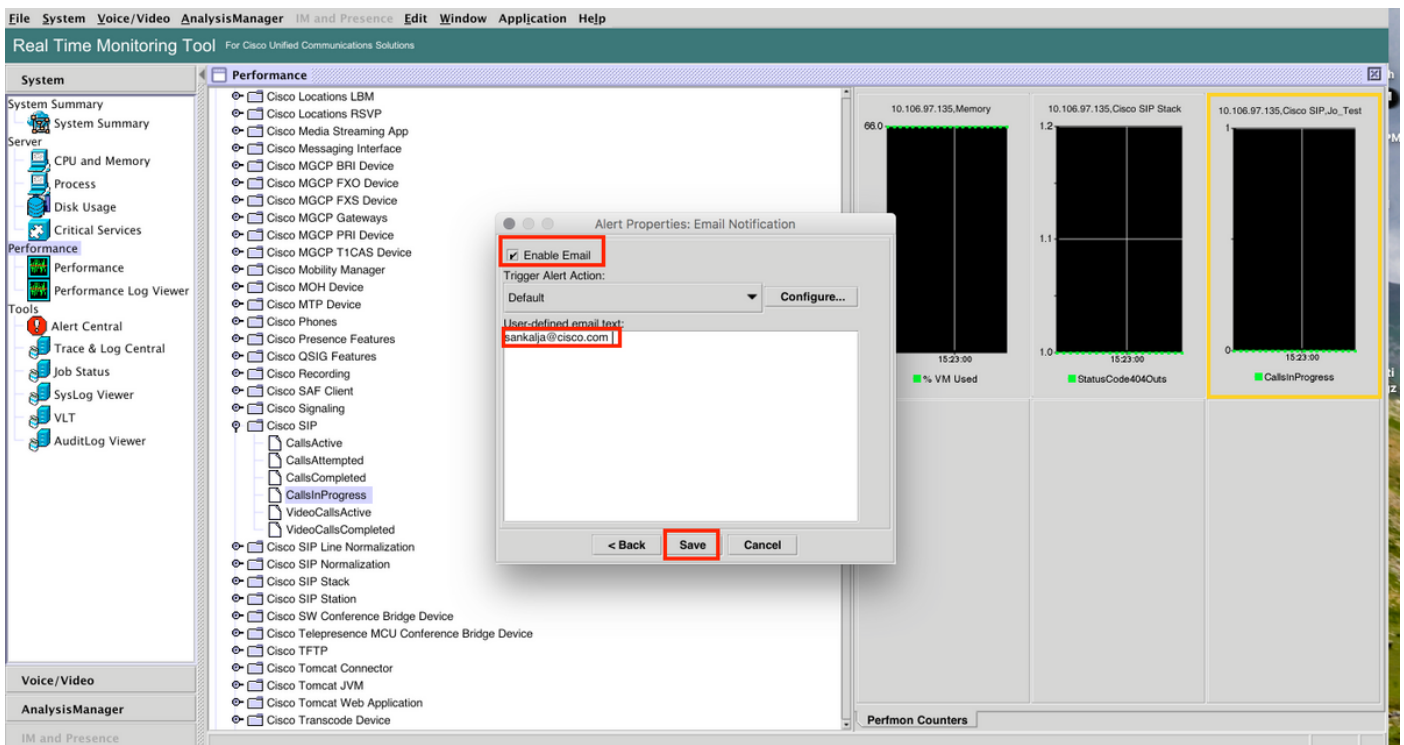 File System Voice/Video AnalysisManager IM and Presence Edit Window Application Help
Real Time Monitoring Tool For Cisco Unified Communications Solutions
System
System Summary
System Summary
Server
CPU and Memory
Process
Disk Usage
Critical Services
Performance
Performance
Performance Log Viewer
Tools
Alert Central
Trace & Log Central
Job Status
SysLog Viewer
VLT
AuditLog Viewer
Voice/Video
AnalysisManager
IM and Presence
Performance
Cisco Locations LBM
Cisco Locations RSVP
Cisco Media Streaming App
Cisco Messaging Interface
Cisco MGCP BRI Device
Cisco MGCP FXO Device
Cisco MGCP FXS Device
Cisco MGCP Gateways
Cisco MGCP PRI Device
Cisco MGCP T1CAS Device
Cisco Mobility Manager
Cisco MOH Device
Cisco MTP Device
Cisco Phones
Cisco Presence Features
Cisco QSIG Features
Cisco Recording
Cisco SAF Client
Cisco Signaling
Cisco SIP
CallsActive
CallsAttempted
CallsCompleted
CallsInProgress
VideoCallsActive
VideoCallsCompleted
Cisco SIP Line Normalization
Cisco SIP Normalization
Cisco SIP Stack
Cisco SIP Station
Cisco SW Conference Bridge Device
Cisco Telepresence MCU Conference Bridge Device
Cisco TFTP
Cisco Tomcat Connector
Cisco Tomcat JVM
Cisco Tomcat Web Application
Cisco Transcode Device
Alert Properties: Email Notification
Enable Email
Trigger Alert Action:
Default
Configure...
User-defined email text:
sankalja@cisco.com
< Back
Save
Cancel
10.106.97.135,Memory
66.0
15:23:00
% VM Used
10.106.97.135,Cisco SIP Stack
1.2
1.1
1.0
15:23:00
StatusCode404Outs
10.106.97.135,Cisco SIP,Jo_Test
1
0
15:23:00
CallsInProgress
Perfmon Counters